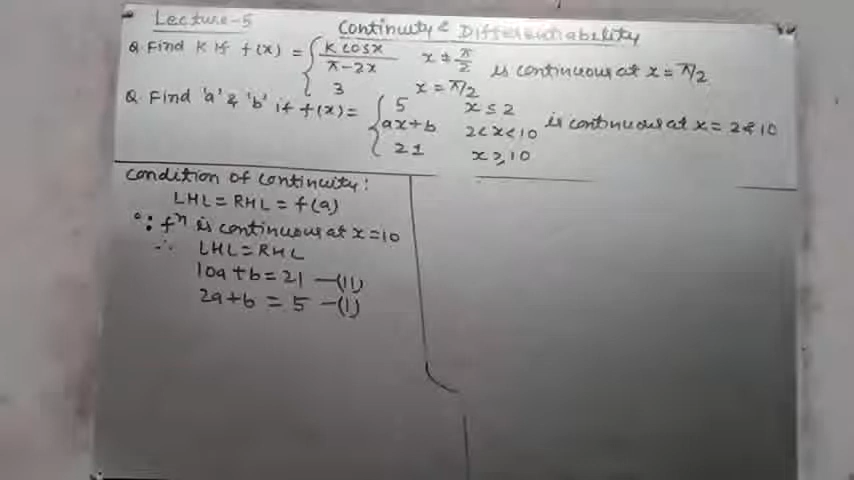 Lecture-5
Continuity & Differentiability
Q. Find K if f(x) = { K cosx / π-2x x ≠ π/2 is continuous at x = π/2
3 x = π/2
Q. Find 'a' & 'b' if f(x) = { 5 x ≤ 2
ax+b 2<x<10 is continuous at x = 2 & 10
21 x ≥ 10
Condition of Continuity:
LHL = RHL = f(a)
∵ fⁿ is continuous at x = 10
∴ LHL = RHL
10a + b = 21 —(11)
2a + b = 5 —(1)